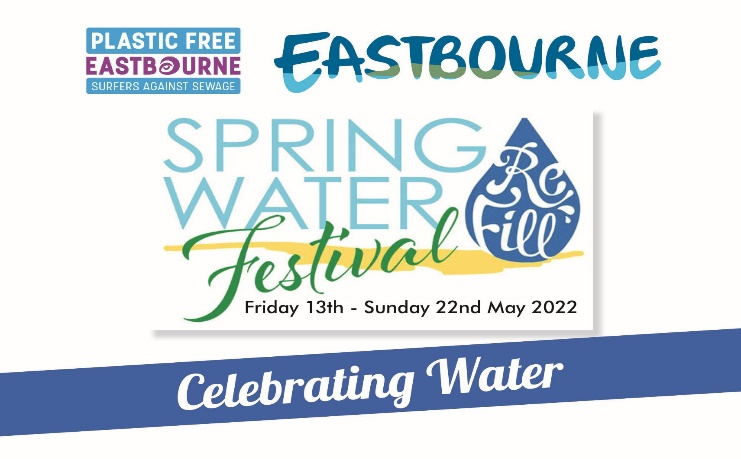 PLASTIC FREE
EASTBOURNE
SURFERS AGAINST SEWAGE
EASTBOURNE
SPRING
WATER
Festival
Re
Fill
Friday 13th - Sunday 22nd May 2022
Celebrating Water